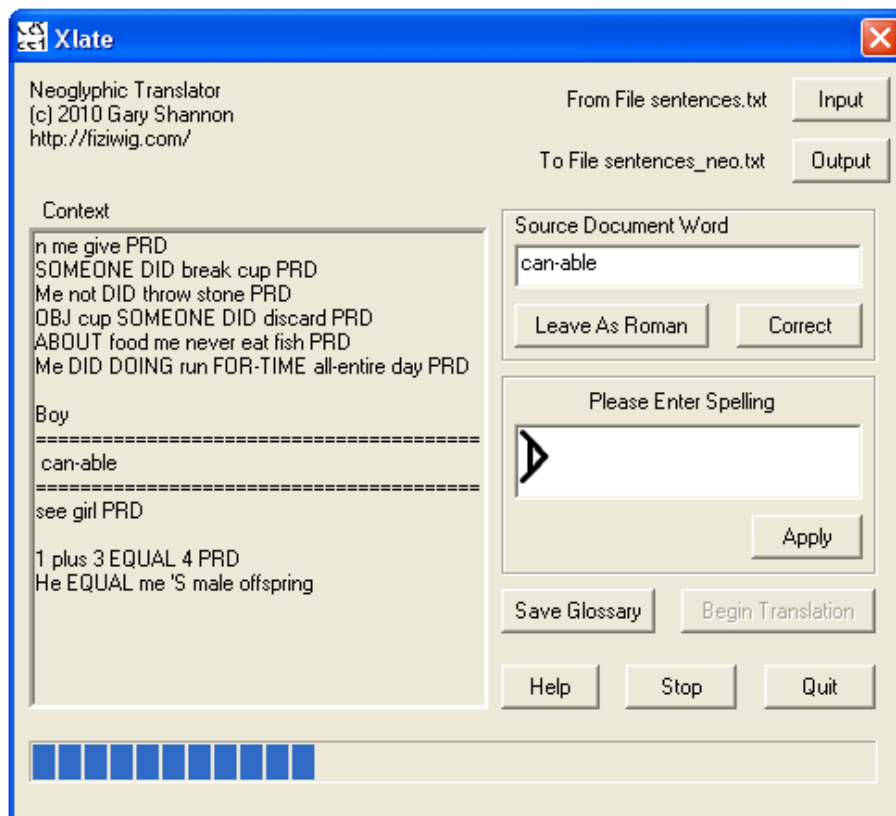 Xlate
Neoglyphic Translator
(c) 2010 Gary Shannon
http://fiziwig.com/
From File sentences.txt
Input
To File sentences_neo.txt
Output
Context
n me give PRD
SOMEONE DID break cup PRD
Me not DID throw stone PRD
OBJ cup SOMEONE DID discard PRD
ABOUT food me never eat fish PRD
Me DID DOING run FOR-TIME all-entire day PRD
Boy
========================================
can-able
========================================
see girl PRD
1 plus 3 EQUAL 4 PRD
He EQUAL me 'S male offspring
Source Document Word
can-able
Leave As Roman
Correct
Please Enter Spelling
Apply
Save Glossary
Begin Translation
Help
Stop
Quit